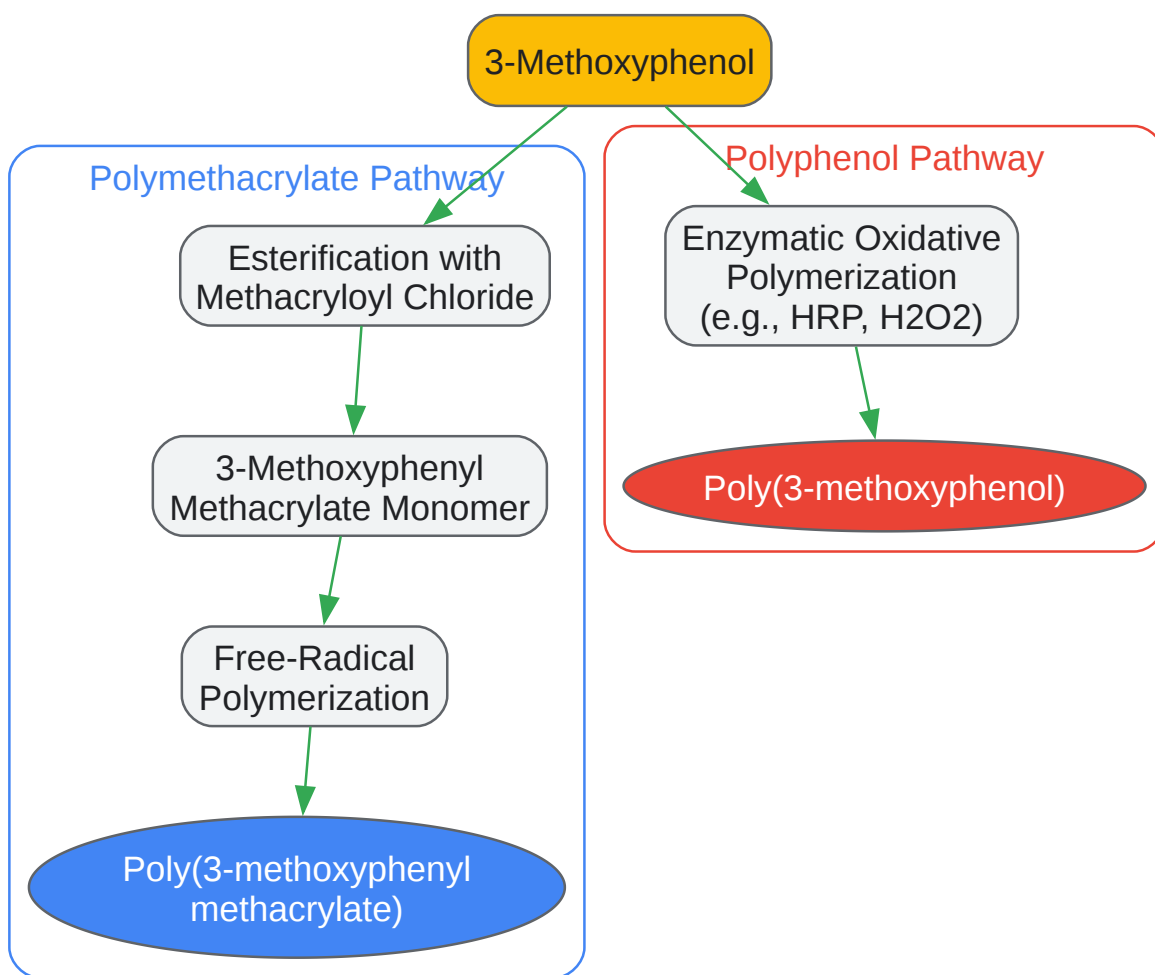 3-Methoxyphenol
Polymethacrylate Pathway
Esterification with
Methacryloyl Chloride
3-Methoxyphenyl
Methacrylate Monomer
Free-Radical
Polymerization
Poly(3-methoxyphenyl
methacrylate)
Polyphenol Pathway
Enzymatic Oxidative
Polymerization
(e.g., HRP, H2O2)
Poly(3-methoxyphenol)